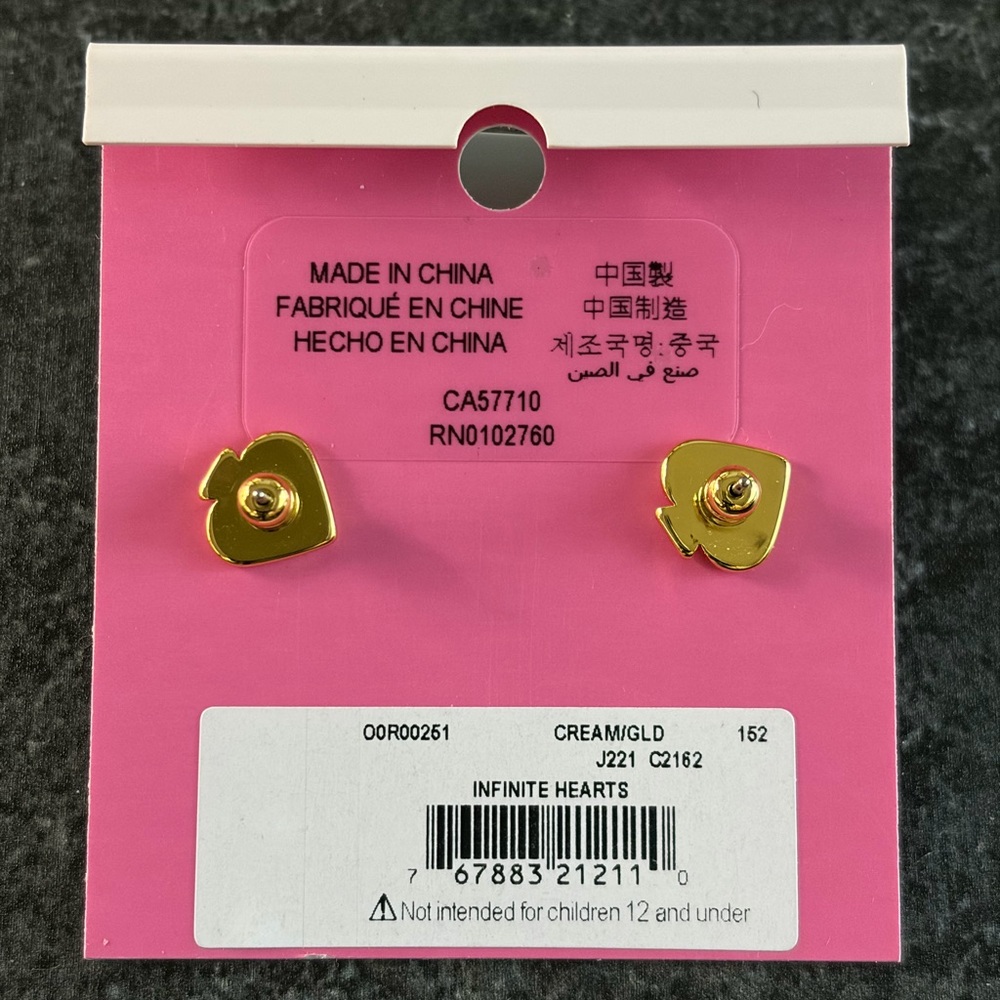 MADE IN CHINA
FABRIQUÉ EN CHINE
HECHO EN CHINA
中国製
中国制造
제조국명:중국
صنع في الصين
CA57710
RN0102760
O0R00251 CREAM/GLD 152
J221 C2162
INFINITE HEARTS
7 67883 21211 0
⚠ Not intended for children 12 and under